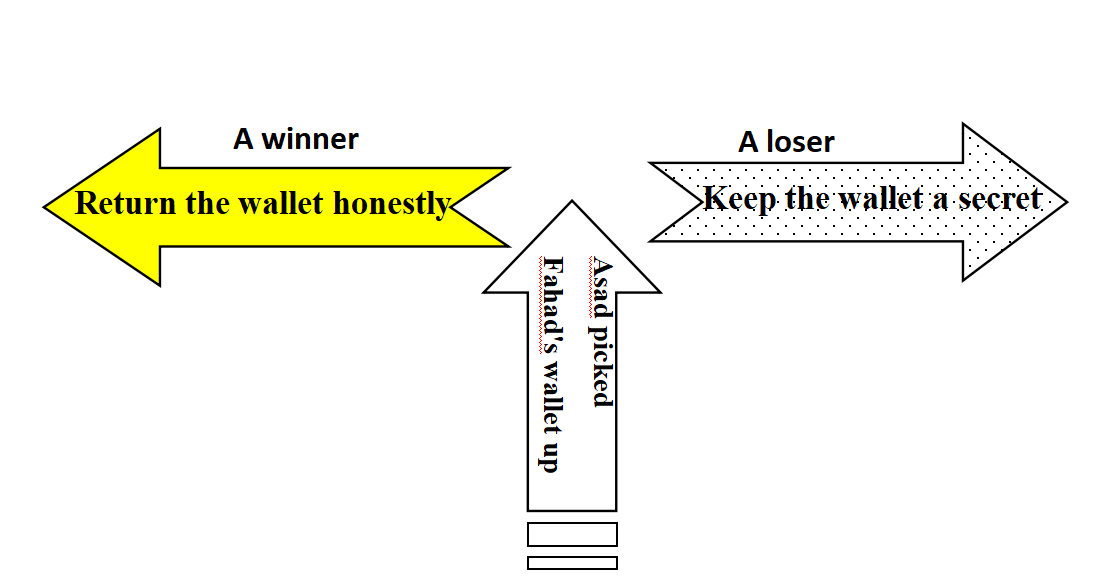 A winner
Return the wallet honestly
A loser
Keep the wallet a secret
Asad picked
Fahad's wallet up